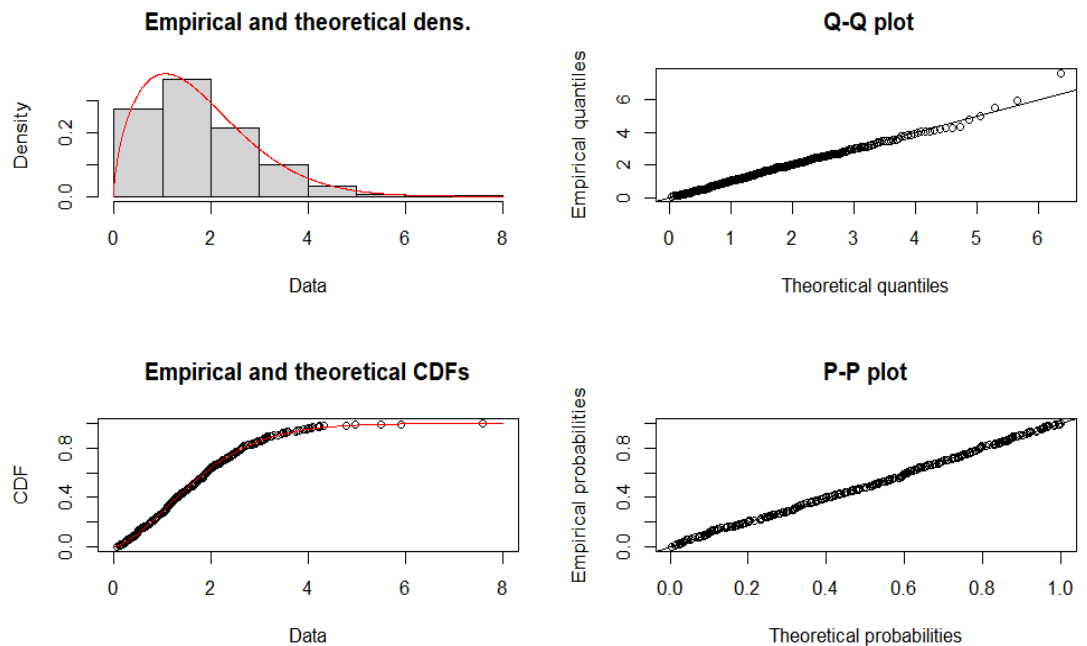 Empirical and theoretical dens.
Density
0.0 0.2
0 2 4 6 8
Data
Q-Q plot
Empirical quantiles
0 2 4 6
0 1 2 3 4 5 6
Theoretical quantiles
Empirical and theoretical CDFs
CDF
0.0 0.4 0.8
0 2 4 6 8
Data
P-P plot
Empirical probabilities
0.0 0.4 0.8
0.0 0.2 0.4 0.6 0.8 1.0
Theoretical probabilities